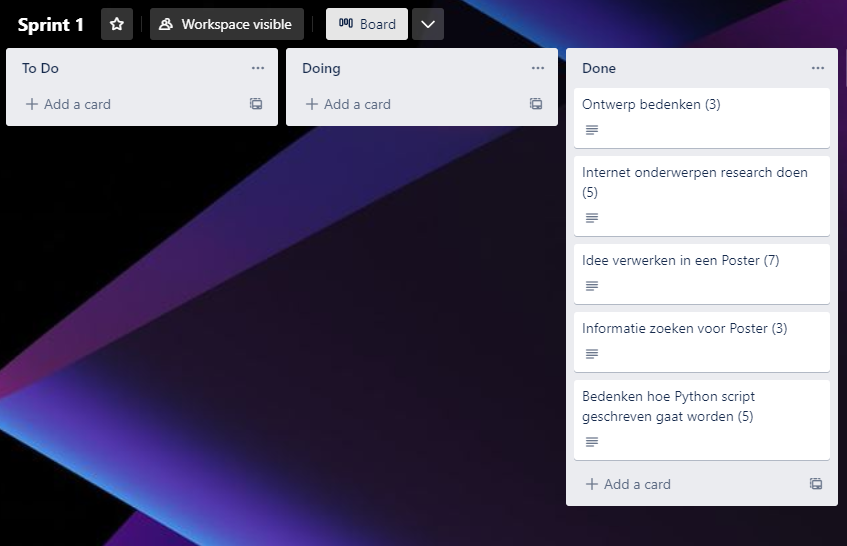 Sprint 1
Workspace visible
Board
To Do
Add a card
Doing
Add a card
Done
Ontwerp bedenken (3)
Internet onderwerpen research doen
(5)
Idee verwerken in een Poster (7)
Informatie zoeken voor Poster (3)
Bedenken hoe Python script
geschreven gaat worden (5)
Add a card